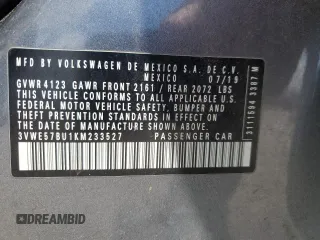 MFD BY VOLKSWAGEN DE MEXICO S.A. DE C.V.
MEXICO 07/19
GVWR 4123 GAWR FRONT 2161 / REAR 2072 LBS
THIS VEHICLE CONFORMS TO ALL APPLICABLE
FEDERAL MOTOR VEHICLE SAFETY, BUMPER AND
THEFT PREVENTION STANDARDS IN EFFECT ON
THE DATE OF MANUFACTURE SHOWN ABOVE.
3VWE57BU1KM233527 PASSENGER CAR
3111594 3387 M
DREAMBID